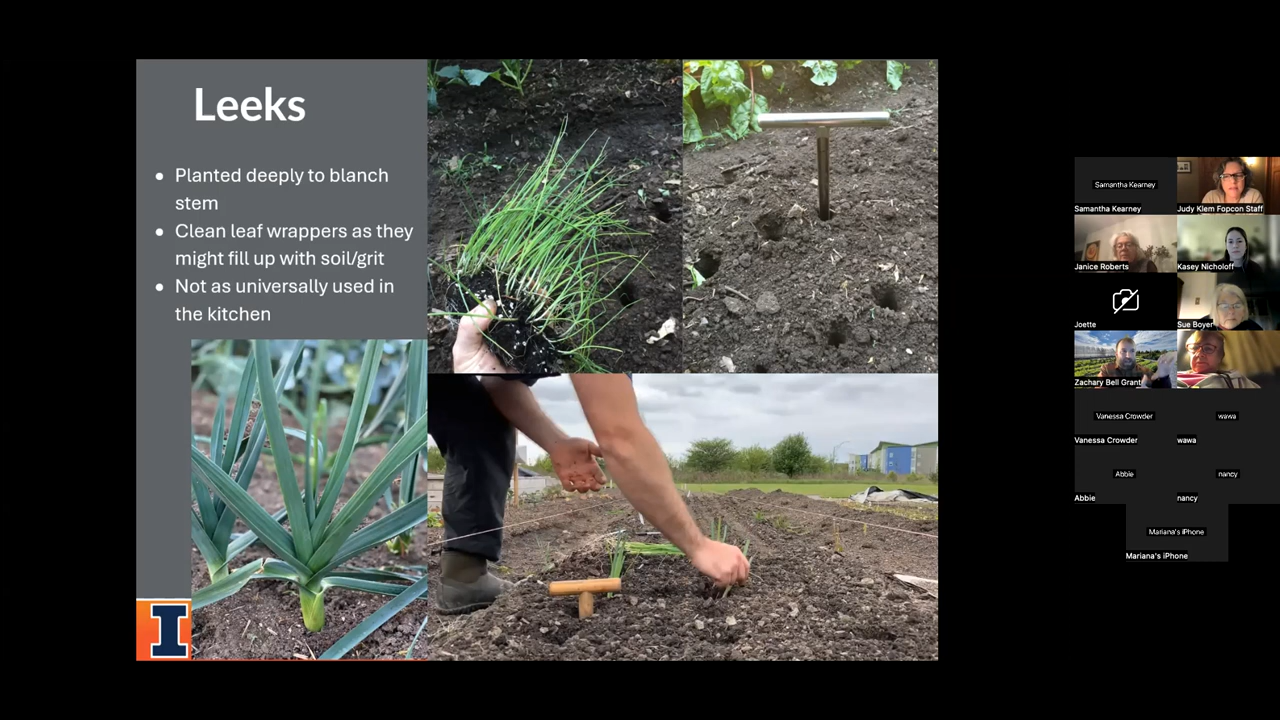 Leeks
Planted deeply to blanch
stem
Clean leaf wrappers as they
might fill up with soil/grit
Not as universally used in
the kitchen
I
Samantha Kearney
Samantha Kearney
Judy Klem Fopcon Staff
Janice Roberts
Kasey Nicholoff
Joette
Sue Boyer
Zachary Bell Grant
Vanessa Crowder
wawa
Vanessa Crowder
wawa
Abbie
nancy
Abbie
nancy
Mariana's iPhone
Mariana's iPhone